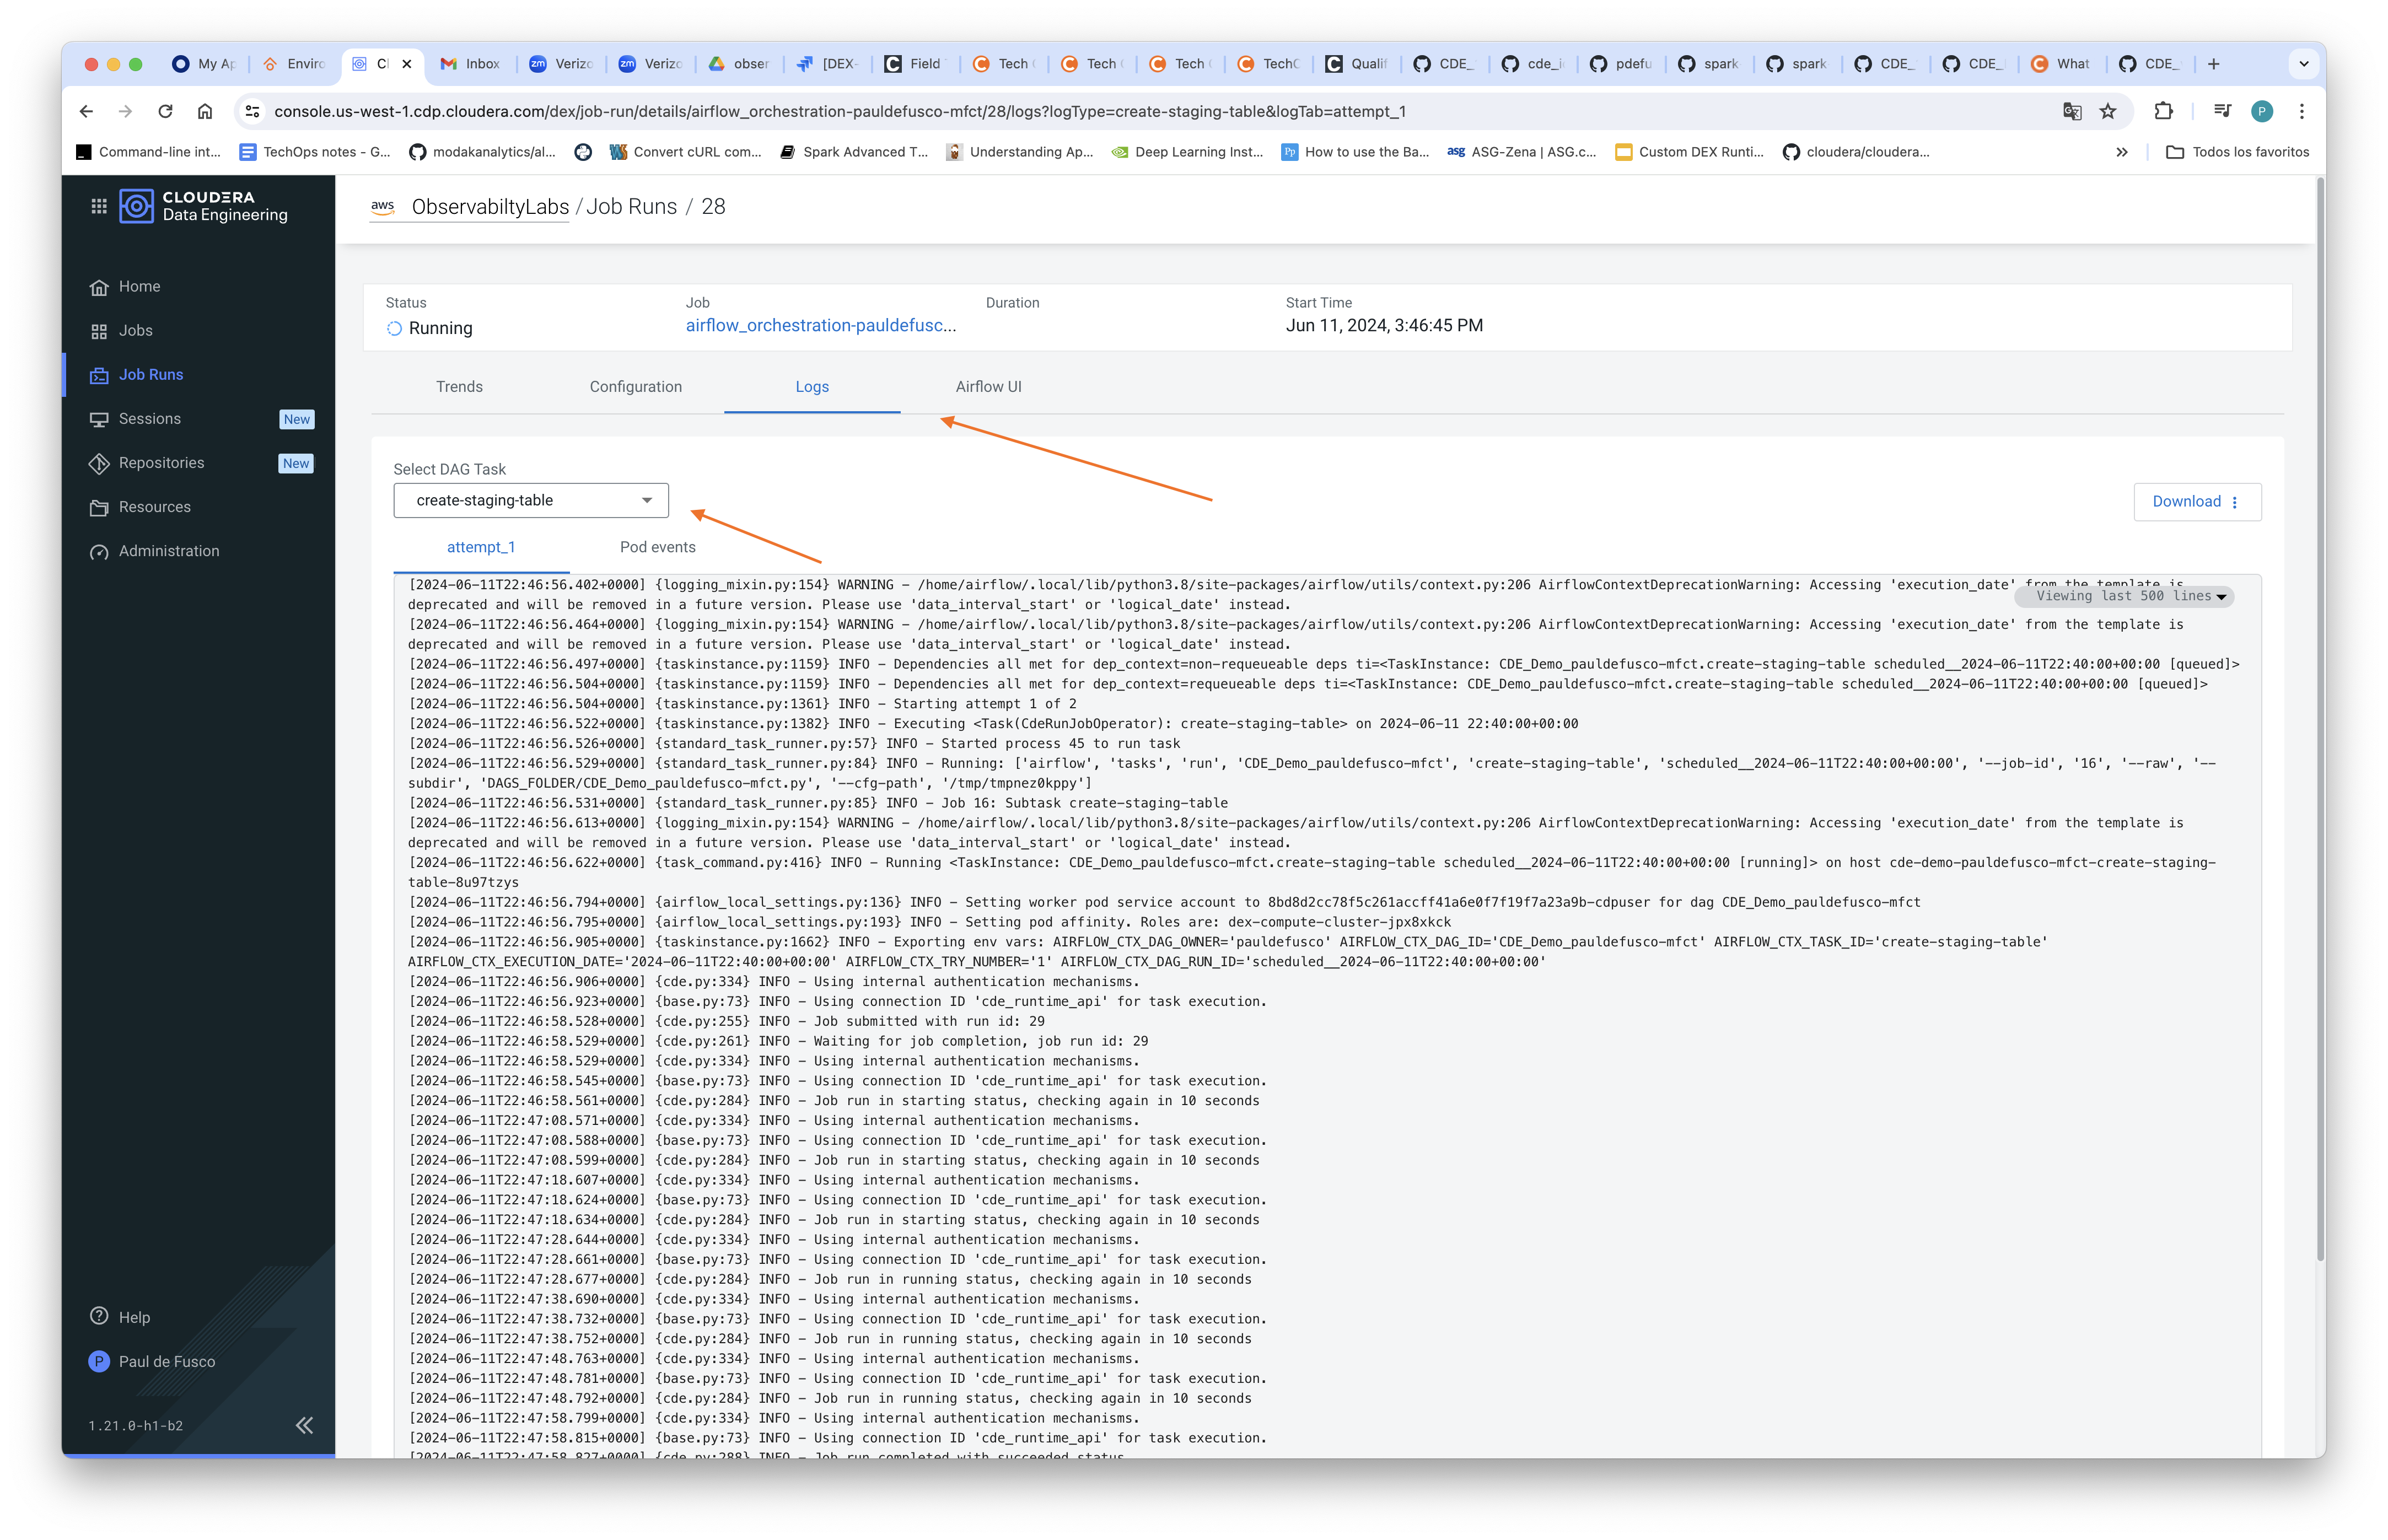 My Ap
Enviro
Cl
Inbox
Verizo
Verizo
obser
[DEX-
Field
Tech
Tech
Tech
TechC
Qualif
CDE_
cde_i
pdefu
spark
spark
CDE_
CDE_
What
CDE_
console.us-west-1.cdp.cloudera.com/dex/job-run/details/airflow_orchestration-pauldefusco-mfct/28/logs?logType=create-staging-table&logTab=attempt_1
P
Command-line int...
TechOps notes - G...
modakanalytics/al...
Convert cURL com...
Spark Advanced T...
Understanding Ap...
Deep Learning Inst...
Pp How to use the Ba...
asg ASG-Zena | ASG.c...
Custom DEX Runti...
cloudera/cloudera...
Todos los favoritos
CLOUDERA
Data Engineering
Home
Jobs
Job Runs
Sessions New
Repositories New
Resources
Administration
Help
P Paul de Fusco
1.21.0-h1-b2
aws ObservabiltyLabs / Job Runs / 28
Status
Running
Job
airflow_orchestration-pauldefusc...
Duration
Start Time
Jun 11, 2024, 3:46:45 PM
Trends Configuration Logs Airflow UI
Select DAG Task
create-staging-table
Download
attempt_1 Pod events
Viewing last 500 lines
[2024-06-11T22:46:56.402+0000] {logging_mixin.py:154} WARNING - /home/airflow/.local/lib/python3.8/site-packages/airflow/utils/context.py:206 AirflowContextDeprecationWarning: Accessing 'execution_date' from the template is
deprecated and will be removed in a future version. Please use 'data_interval_start' or 'logical_date' instead.
[2024-06-11T22:46:56.464+0000] {logging_mixin.py:154} WARNING - /home/airflow/.local/lib/python3.8/site-packages/airflow/utils/context.py:206 AirflowContextDeprecationWarning: Accessing 'execution_date' from the template is
deprecated and will be removed in a future version. Please use 'data_interval_start' or 'logical_date' instead.
[2024-06-11T22:46:56.497+0000] {taskinstance.py:1159} INFO - Dependencies all met for dep_context=non-requeueable deps ti=<TaskInstance: CDE_Demo_pauldefusco-mfct.create-staging-table scheduled__2024-06-11T22:40:00+00:00 [queued]>
[2024-06-11T22:46:56.504+0000] {taskinstance.py:1159} INFO - Dependencies all met for dep_context=requeueable deps ti=<TaskInstance: CDE_Demo_pauldefusco-mfct.create-staging-table scheduled__2024-06-11T22:40:00+00:00 [queued]>
[2024-06-11T22:46:56.504+0000] {taskinstance.py:1361} INFO - Starting attempt 1 of 2
[2024-06-11T22:46:56.522+0000] {taskinstance.py:1382} INFO - Executing <Task(CdeRunJobOperator): create-staging-table> on 2024-06-11 22:40:00+00:00
[2024-06-11T22:46:56.526+0000] {standard_task_runner.py:57} INFO - Started process 45 to run task
[2024-06-11T22:46:56.529+0000] {standard_task_runner.py:84} INFO - Running: ['airflow', 'tasks', 'run', 'CDE_Demo_pauldefusco-mfct', 'create-staging-table', 'scheduled__2024-06-11T22:40:00+00:00', '--job-id', '16', '--raw', '--
subdir', 'DAGS_FOLDER/CDE_Demo_pauldefusco-mfct.py', '--cfg-path', '/tmp/tmpnez0kppy']
[2024-06-11T22:46:56.531+0000] {standard_task_runner.py:85} INFO - Job 16: Subtask create-staging-table
[2024-06-11T22:46:56.613+0000] {logging_mixin.py:154} WARNING - /home/airflow/.local/lib/python3.8/site-packages/airflow/utils/context.py:206 AirflowContextDeprecationWarning: Accessing 'execution_date' from the template is
deprecated and will be removed in a future version. Please use 'data_interval_start' or 'logical_date' instead.
[2024-06-11T22:46:56.622+0000] {task_command.py:416} INFO - Running <TaskInstance: CDE_Demo_pauldefusco-mfct.create-staging-table scheduled__2024-06-11T22:40:00+00:00 [running]> on host cde-demo-pauldefusco-mfct-create-staging-
table-8u97tzys
[2024-06-11T22:46:56.794+0000] {airflow_local_settings.py:136} INFO - Setting worker pod service account to 8bd8d2cc78f5c261accff41a6e0f7f19f7a23a9b-cdpuser for dag CDE_Demo_pauldefusco-mfct
[2024-06-11T22:46:56.795+0000] {airflow_local_settings.py:193} INFO - Setting pod affinity. Roles are: dex-compute-cluster-jpx8xkck
[2024-06-11T22:46:56.905+0000] {taskinstance.py:1662} INFO - Exporting env vars: AIRFLOW_CTX_DAG_OWNER='pauldefusco' AIRFLOW_CTX_DAG_ID='CDE_Demo_pauldefusco-mfct' AIRFLOW_CTX_TASK_ID='create-staging-table'
AIRFLOW_CTX_EXECUTION_DATE='2024-06-11T22:40:00+00:00' AIRFLOW_CTX_TRY_NUMBER='1' AIRFLOW_CTX_DAG_RUN_ID='scheduled__2024-06-11T22:40:00+00:00'
[2024-06-11T22:46:56.906+0000] {cde.py:334} INFO - Using internal authentication mechanisms.
[2024-06-11T22:46:56.923+0000] {base.py:73} INFO - Using connection ID 'cde_runtime_api' for task execution.
[2024-06-11T22:46:58.528+0000] {cde.py:255} INFO - Job submitted with run id: 29
[2024-06-11T22:46:58.529+0000] {cde.py:261} INFO - Waiting for job completion, job run id: 29
[2024-06-11T22:46:58.529+0000] {cde.py:334} INFO - Using internal authentication mechanisms.
[2024-06-11T22:46:58.545+0000] {base.py:73} INFO - Using connection ID 'cde_runtime_api' for task execution.
[2024-06-11T22:46:58.561+0000] {cde.py:284} INFO - Job run in starting status, checking again in 10 seconds
[2024-06-11T22:47:08.571+0000] {cde.py:334} INFO - Using internal authentication mechanisms.
[2024-06-11T22:47:08.588+0000] {base.py:73} INFO - Using connection ID 'cde_runtime_api' for task execution.
[2024-06-11T22:47:08.599+0000] {cde.py:284} INFO - Job run in starting status, checking again in 10 seconds
[2024-06-11T22:47:18.607+0000] {cde.py:334} INFO - Using internal authentication mechanisms.
[2024-06-11T22:47:18.624+0000] {base.py:73} INFO - Using connection ID 'cde_runtime_api' for task execution.
[2024-06-11T22:47:18.634+0000] {cde.py:284} INFO - Job run in starting status, checking again in 10 seconds
[2024-06-11T22:47:28.644+0000] {cde.py:334} INFO - Using internal authentication mechanisms.
[2024-06-11T22:47:28.661+0000] {base.py:73} INFO - Using connection ID 'cde_runtime_api' for task execution.
[2024-06-11T22:47:28.677+0000] {cde.py:284} INFO - Job run in running status, checking again in 10 seconds
[2024-06-11T22:47:38.690+0000] {cde.py:334} INFO - Using internal authentication mechanisms.
[2024-06-11T22:47:38.732+0000] {base.py:73} INFO - Using connection ID 'cde_runtime_api' for task execution.
[2024-06-11T22:47:38.752+0000] {cde.py:284} INFO - Job run in running status, checking again in 10 seconds
[2024-06-11T22:47:48.763+0000] {cde.py:334} INFO - Using internal authentication mechanisms.
[2024-06-11T22:47:48.781+0000] {base.py:73} INFO - Using connection ID 'cde_runtime_api' for task execution.
[2024-06-11T22:47:48.792+0000] {cde.py:284} INFO - Job run in running status, checking again in 10 seconds
[2024-06-11T22:47:58.799+0000] {cde.py:334} INFO - Using internal authentication mechanisms.
[2024-06-11T22:47:58.815+0000] {base.py:73} INFO - Using connection ID 'cde_runtime_api' for task execution.
[2024-06-11T22:47:58.827+0000] {cde.py:288} INFO - Job run completed with succeeded status